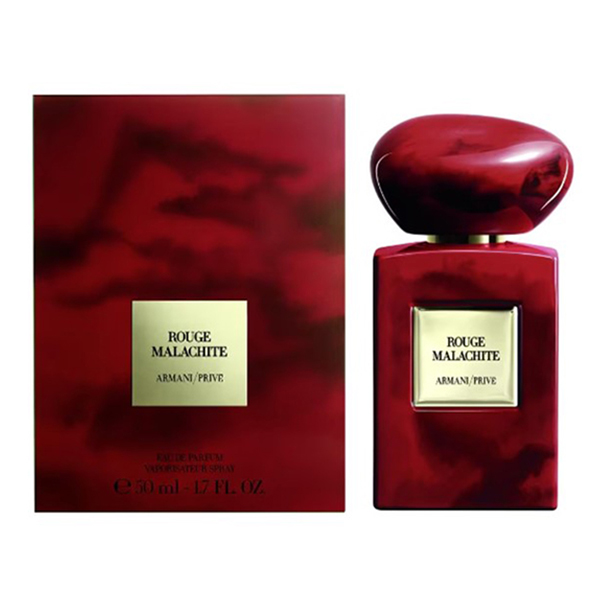 ROUGE
MALACHITE
ARMANI/PRIVE
EAU DE PARFUM
VAPORISATEUR SPRAY
℮ 50 ml - 1.7 FL. OZ.
ROUGE
MALACHITE
ARMANI/PRIVE